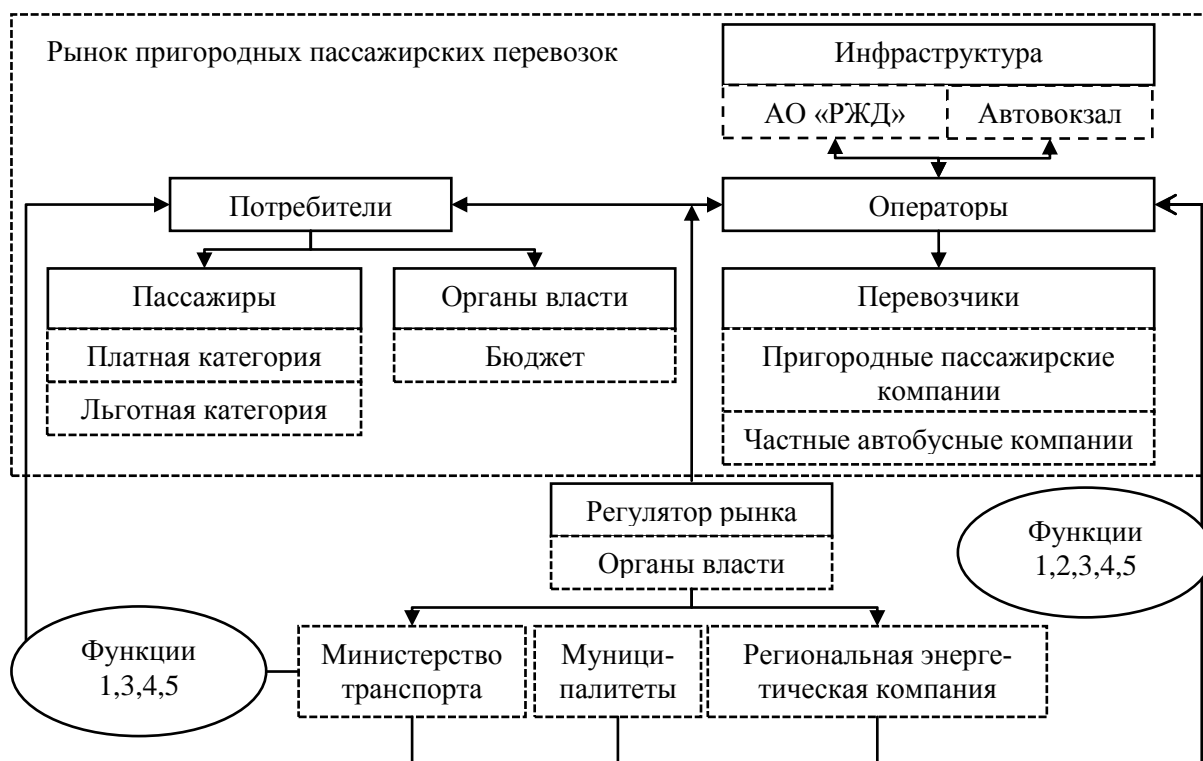 Рынок пригородных пассажирских перевозок
Инфраструктура
АО «РЖД»
Автовокзал
Потребители
Операторы
Пассажиры
Органы власти
Перевозчики
Платная категория
Бюджет
Пригородные пассажирские
компании
Льготная категория
Частные автобусные компании
Регулятор рынка
Органы власти
Функции
1,2,3,4,5
Функции
1,3,4,5
Министерство
транспорта
Муници-
палитеты
Региональная энерге-
тическая компания